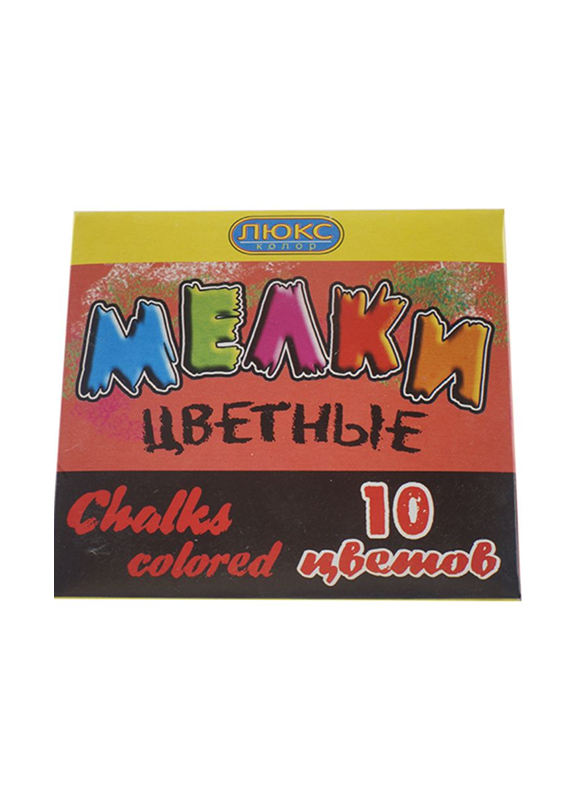 ЛЮКС
колор
МЕЛКИ
ЦВЕТНЫЕ
Chalks
colored
10
цветов